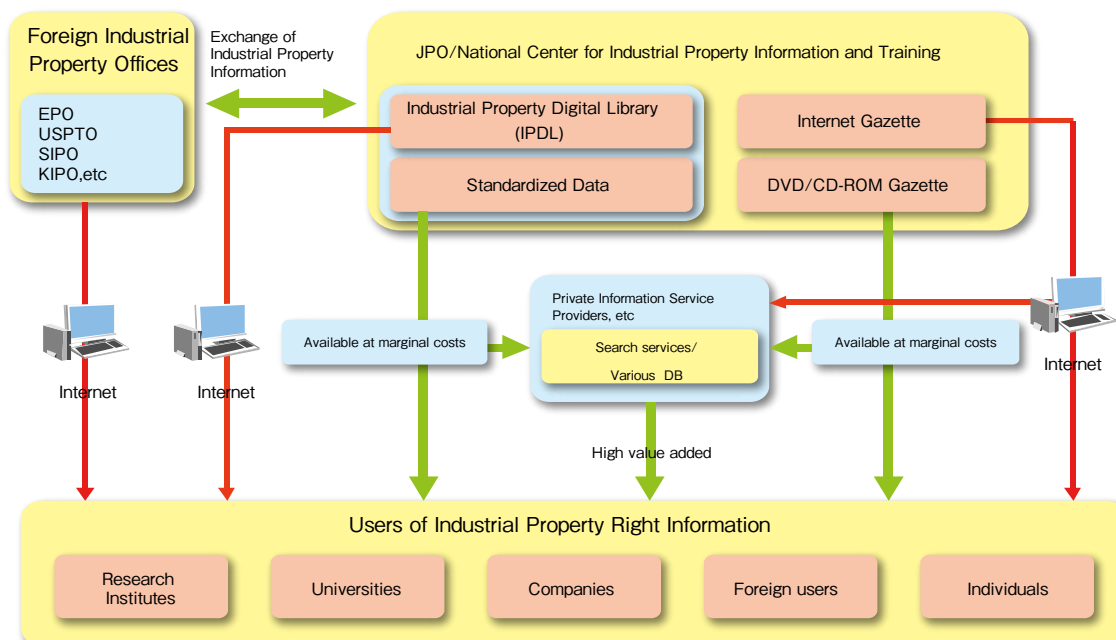 Foreign Industrial
Property Offices
EPO
USPTO
SIPO
KIPO,etc
Exchange of
Industrial Property
Information
JPO/National Center for Industrial Property Information and Training
Industrial Property Digital Library
(IPDL)
Standardized Data
Internet Gazette
DVD/CD-ROM Gazette
Private Information Service
Providers, etc
Search services/
Various DB
Available at marginal costs
Available at marginal costs
Internet
Internet
Internet
High value added
Users of Industrial Property Right Information
Research
Institutes
Universities
Companies
Foreign users
Individuals